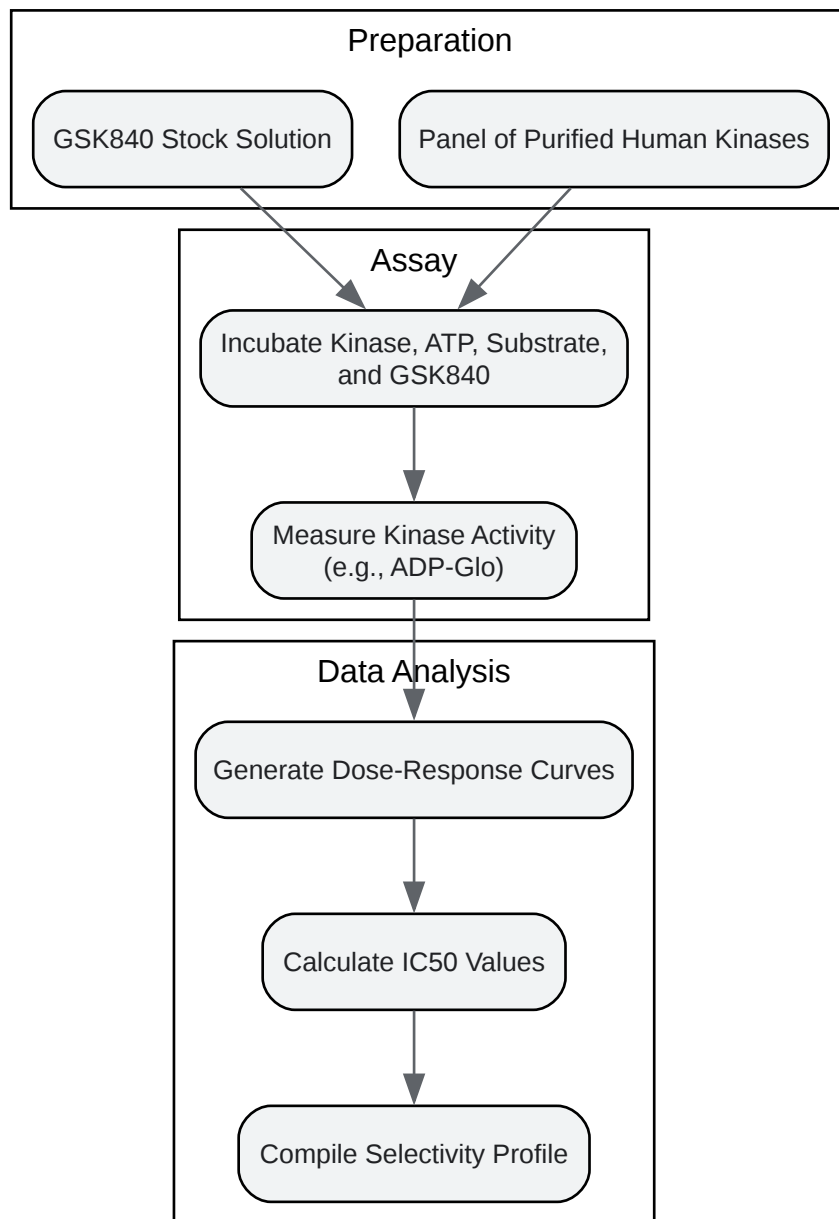 Preparation
GSK840 Stock Solution
Panel of Purified Human Kinases
Assay
Incubate Kinase, ATP, Substrate,
and GSK840
Measure Kinase Activity
(e.g., ADP-Glo)
Data Analysis
Generate Dose-Response Curves
Calculate IC50 Values
Compile Selectivity Profile